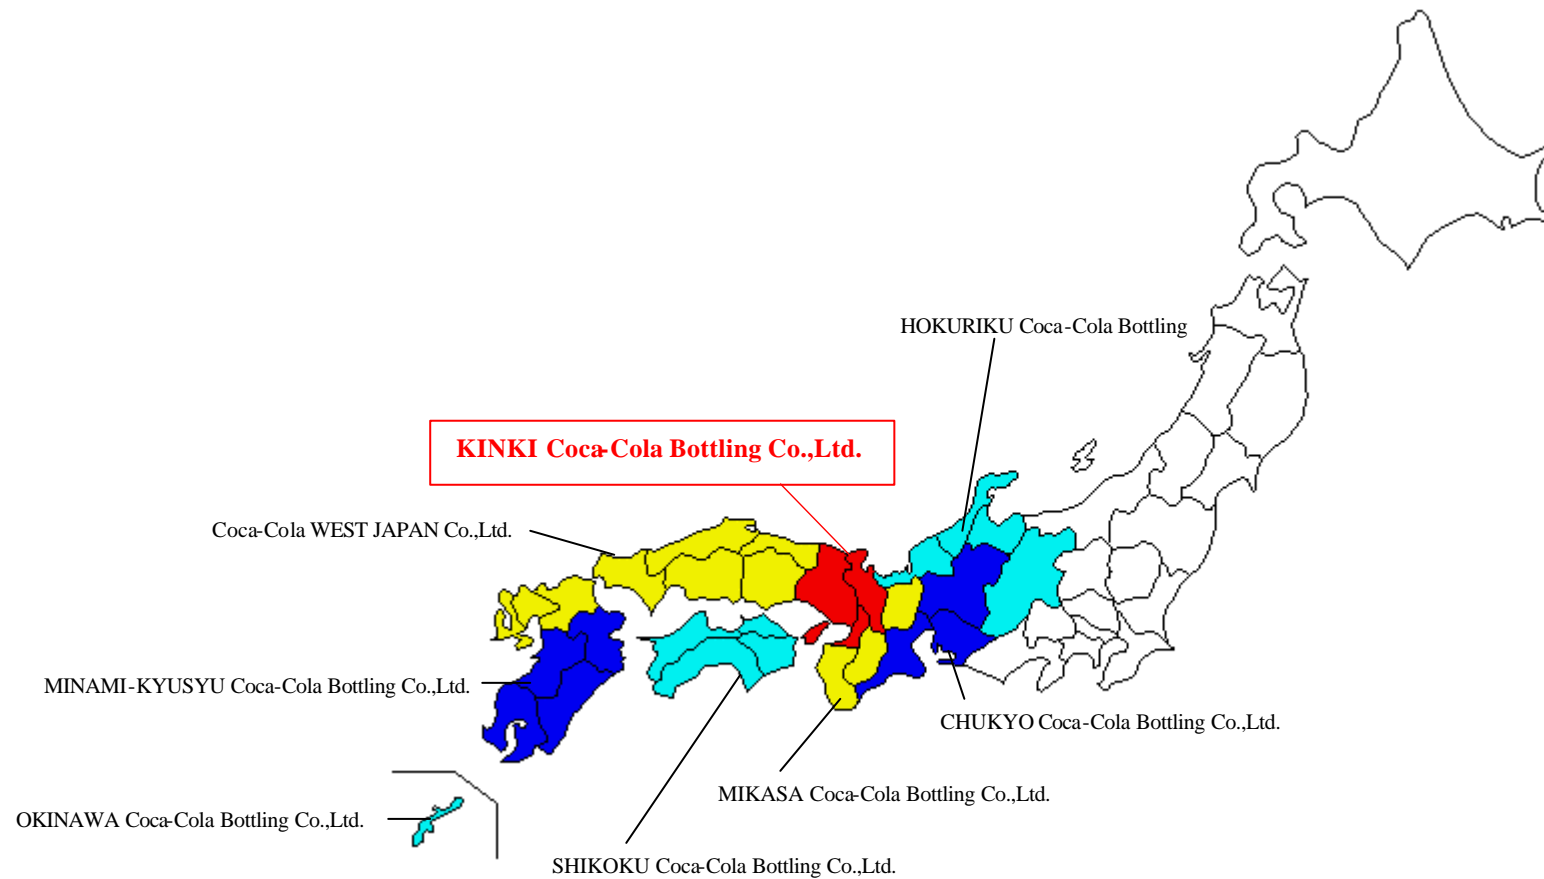 HOKURIKU Coca-Cola Bottling
KINKI Coca-Cola Bottling Co.,Ltd.
Coca-Cola WEST JAPAN Co.,Ltd.
MINAMI-KYUSYU Coca-Cola Bottling Co.,Ltd.
CHUKYO Coca-Cola Bottling Co.,Ltd.
MIKASA Coca-Cola Bottling Co.,Ltd.
OKINAWA Coca-Cola Bottling Co.,Ltd.
SHIKOKU Coca-Cola Bottling Co.,Ltd.